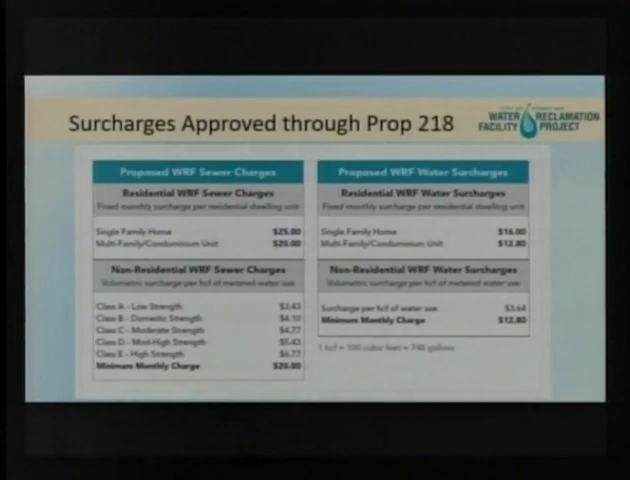 Surcharges Approved through Prop 218
WATER RECLAMATION
FACILITY PROJECT
Proposed WRF Sewer Charges
Residential WRF Sewer Charges
Fixed monthly surcharge per residential dwelling unit
Single Family Home $25.00
Multi-Family/Condominium Unit $20.00
Non-Residential WRF Sewer Charges
Volumetric surcharge per hcf of metered water use
Class A - Low Strength $3.43
Class B - Domestic Strength $4.10
Class C - Moderate Strength $4.77
Class D - Mod-High Strength $5.43
Class E - High Strength $6.77
Minimum Monthly Charge $20.00
Proposed WRF Water Surcharges
Residential WRF Water Surcharges
Fixed monthly surcharge per residential dwelling unit
Single Family Home $16.00
Multi-Family/Condominium Unit $12.80
Non-Residential WRF Water Surcharges
Volumetric surcharge per hcf of metered water use
Surcharge per hcf of water use $3.64
Minimum Monthly Charge $12.80
1 hcf = 100 cubic feet = 748 gallons